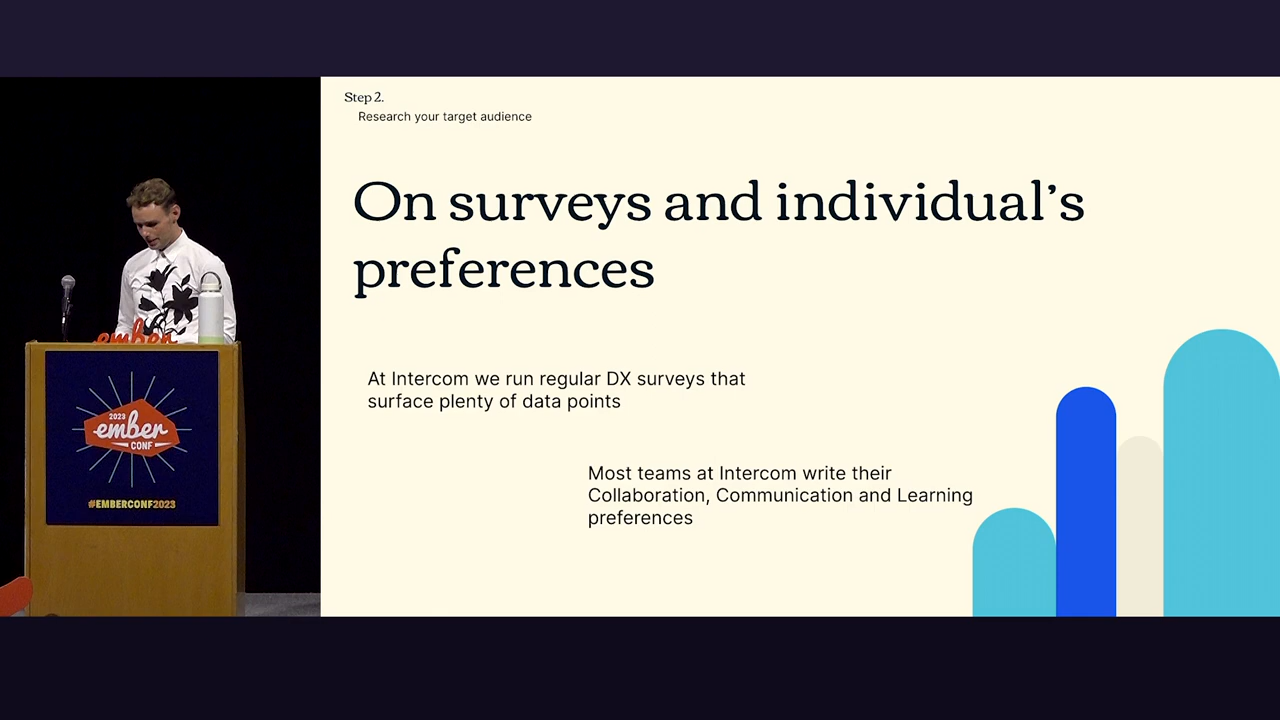 Step 2.
Research your target audience
On surveys and individual's
preferences
At Intercom we run regular DX surveys that
surface plenty of data points
Most teams at Intercom write their
Collaboration, Communication and Learning
preferences
ember
2023
ember
CONF
#EMBERCONF2023